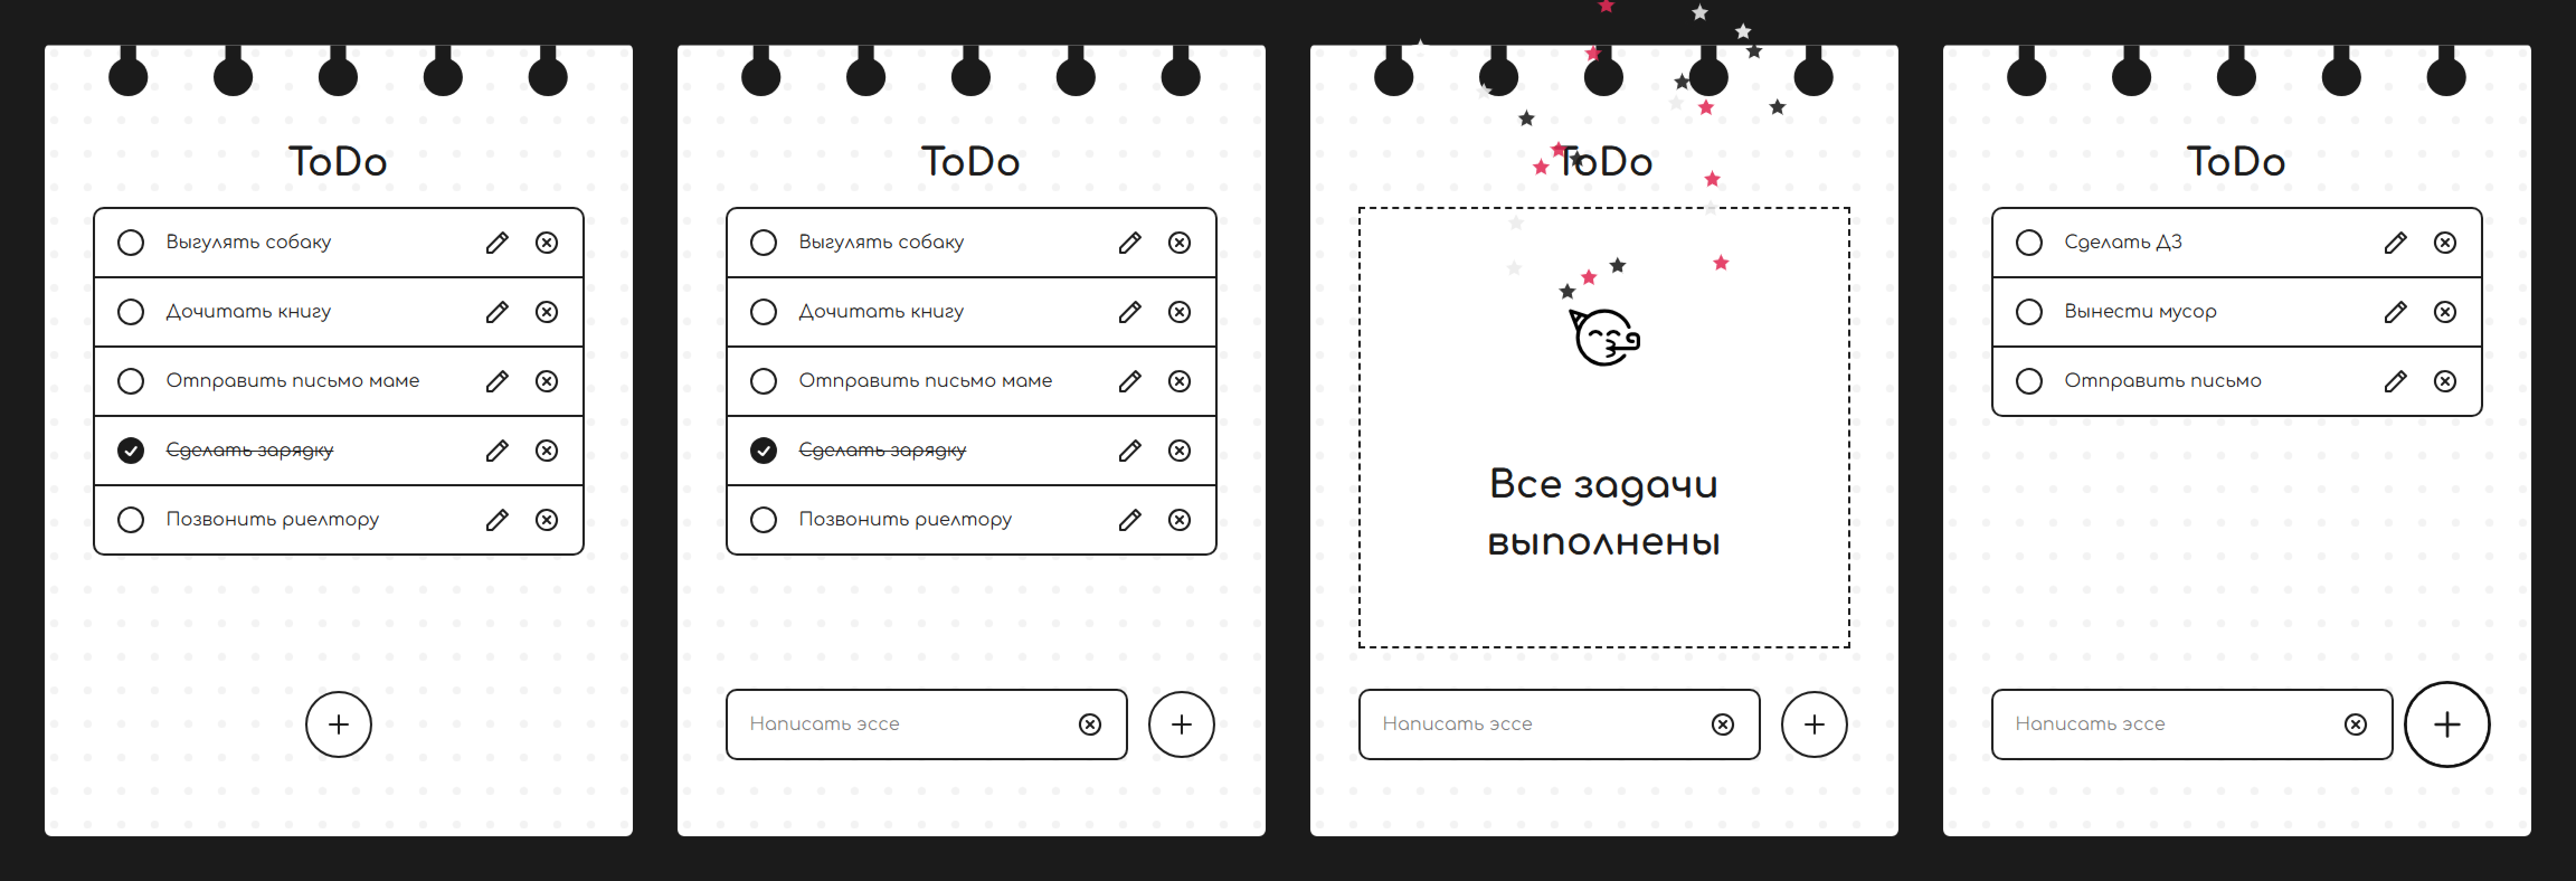 ToDo
Выгулять собаку
Дочитать книгу
Отправить письмо маме
Сделать зарядку
Позвонить риелтору
ToDo
Выгулять собаку
Дочитать книгу
Отправить письмо маме
Сделать зарядку
Позвонить риелтору
Написать эссе
ToDo
Все задачи
выполнены
Написать эссе
ToDo
Сделать ДЗ
Вынести мусор
Отправить письмо
Написать эссе